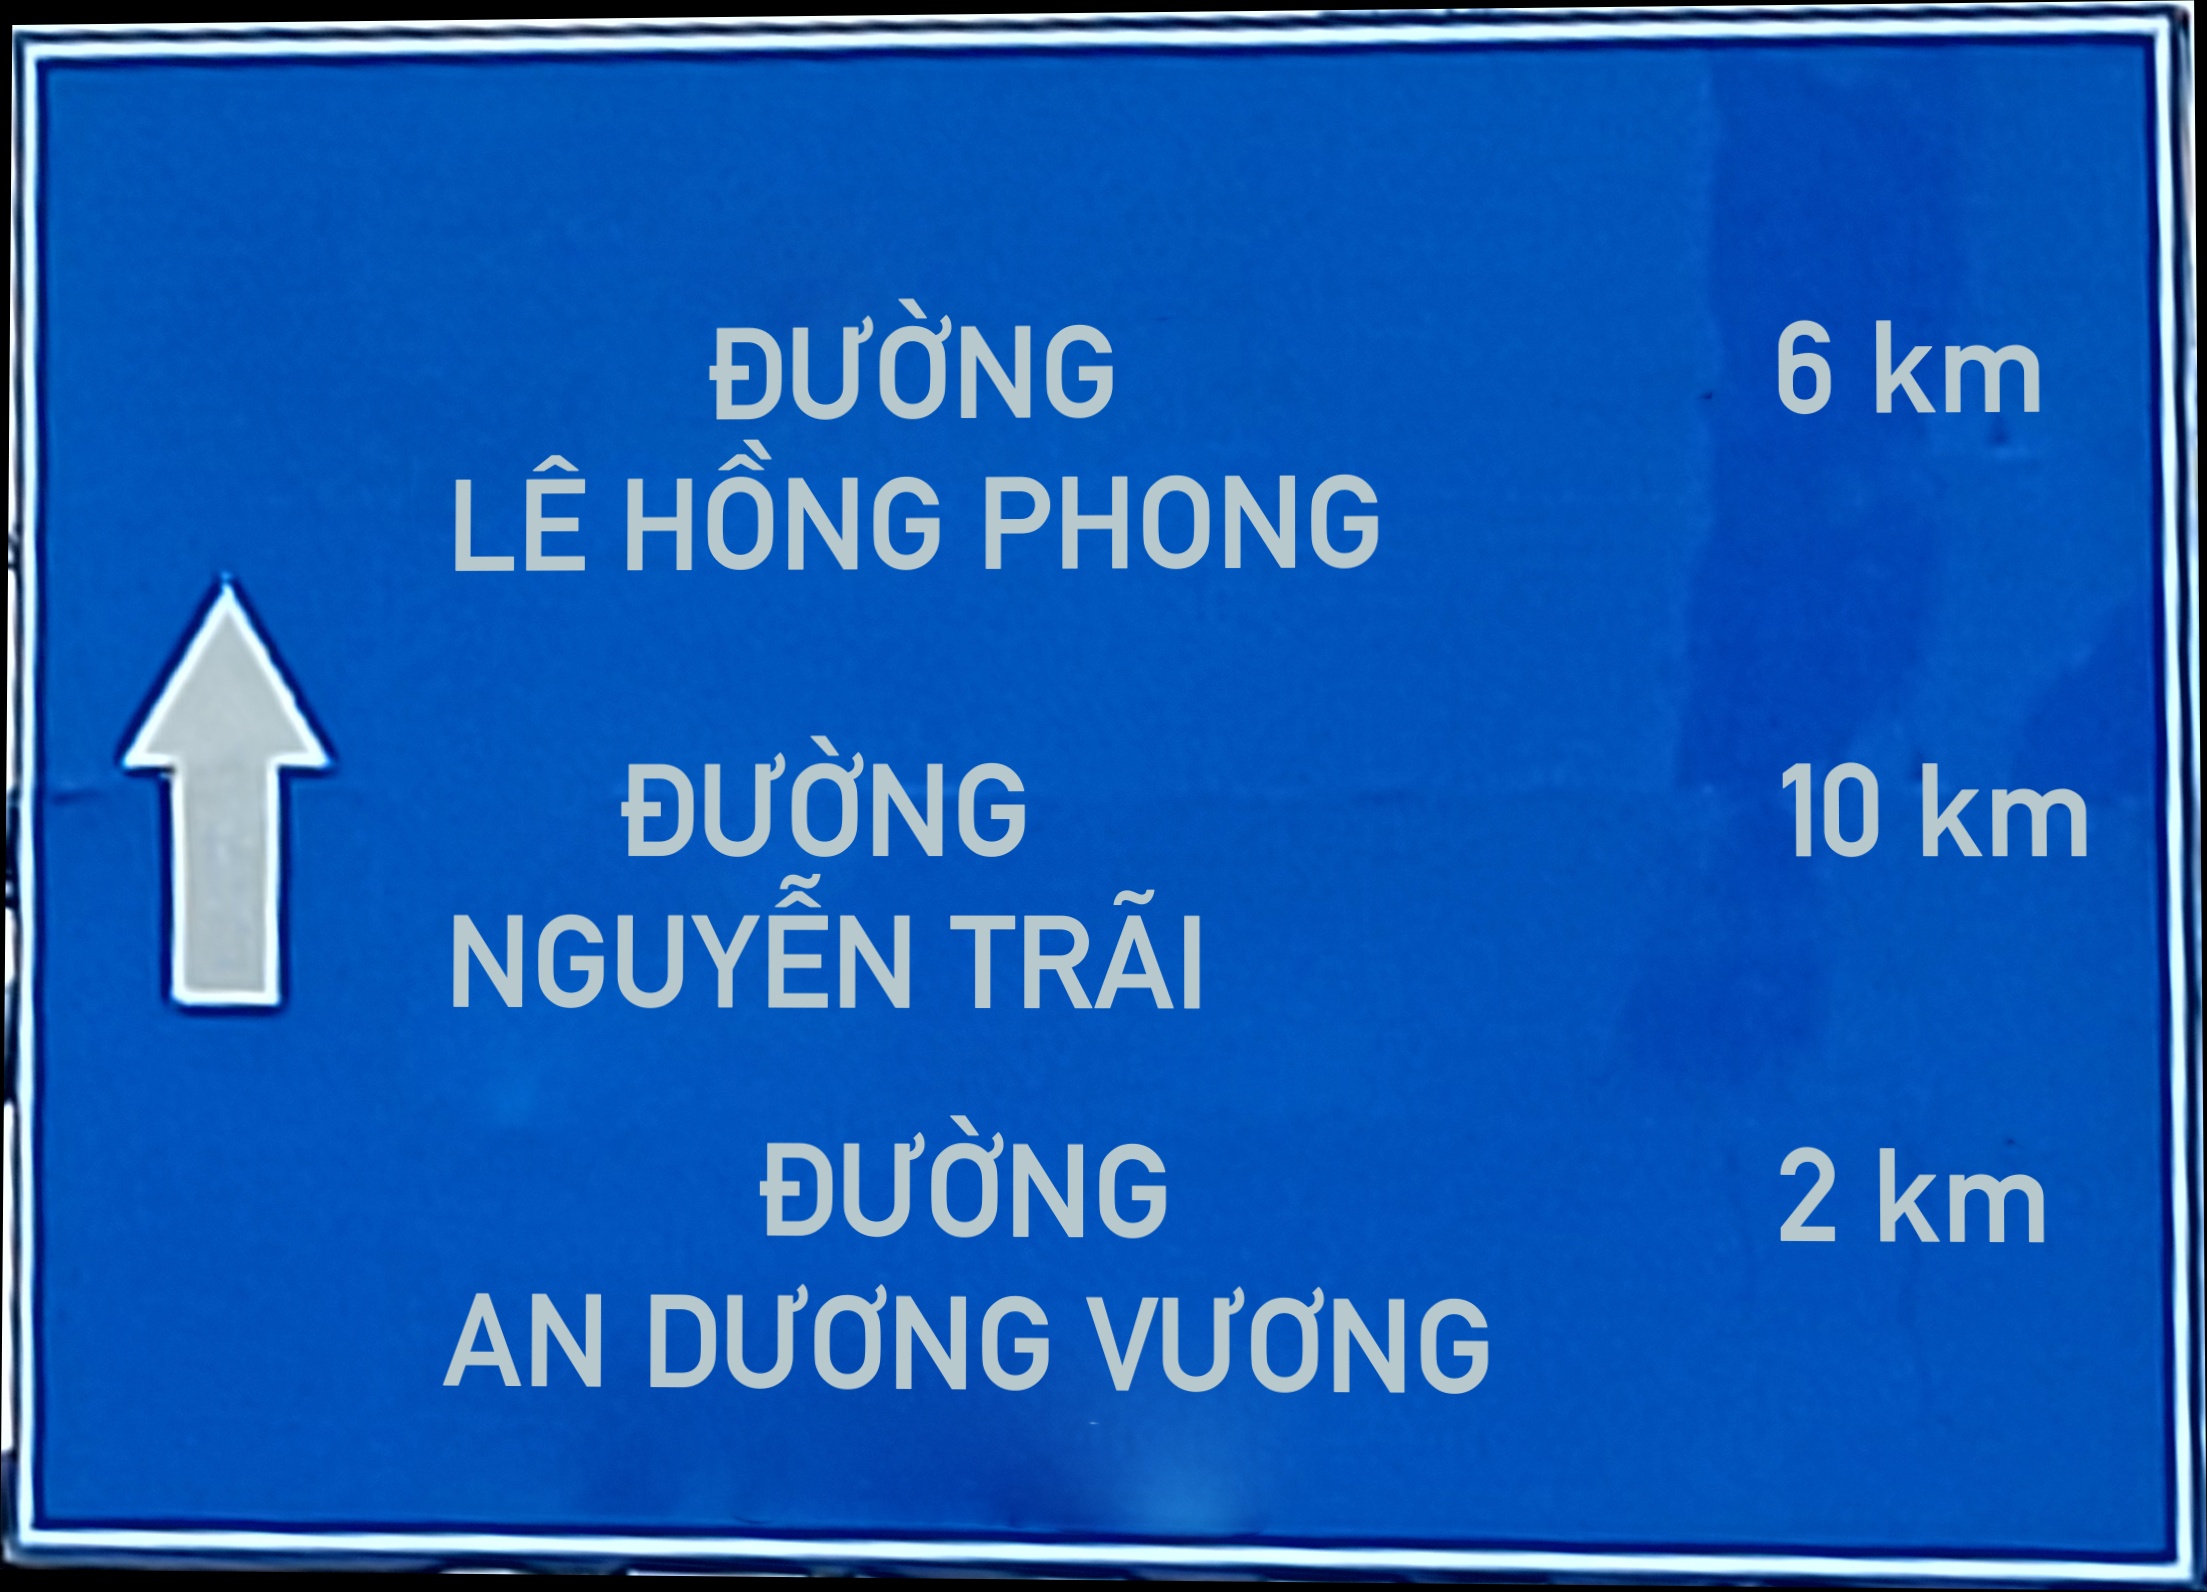 ĐƯỜNG 6 km
LÊ HỒNG PHONG
ĐƯỜNG 10 km
NGUYỄN TRÃI
ĐƯỜNG 2 km
AN DƯƠNG VƯƠNG